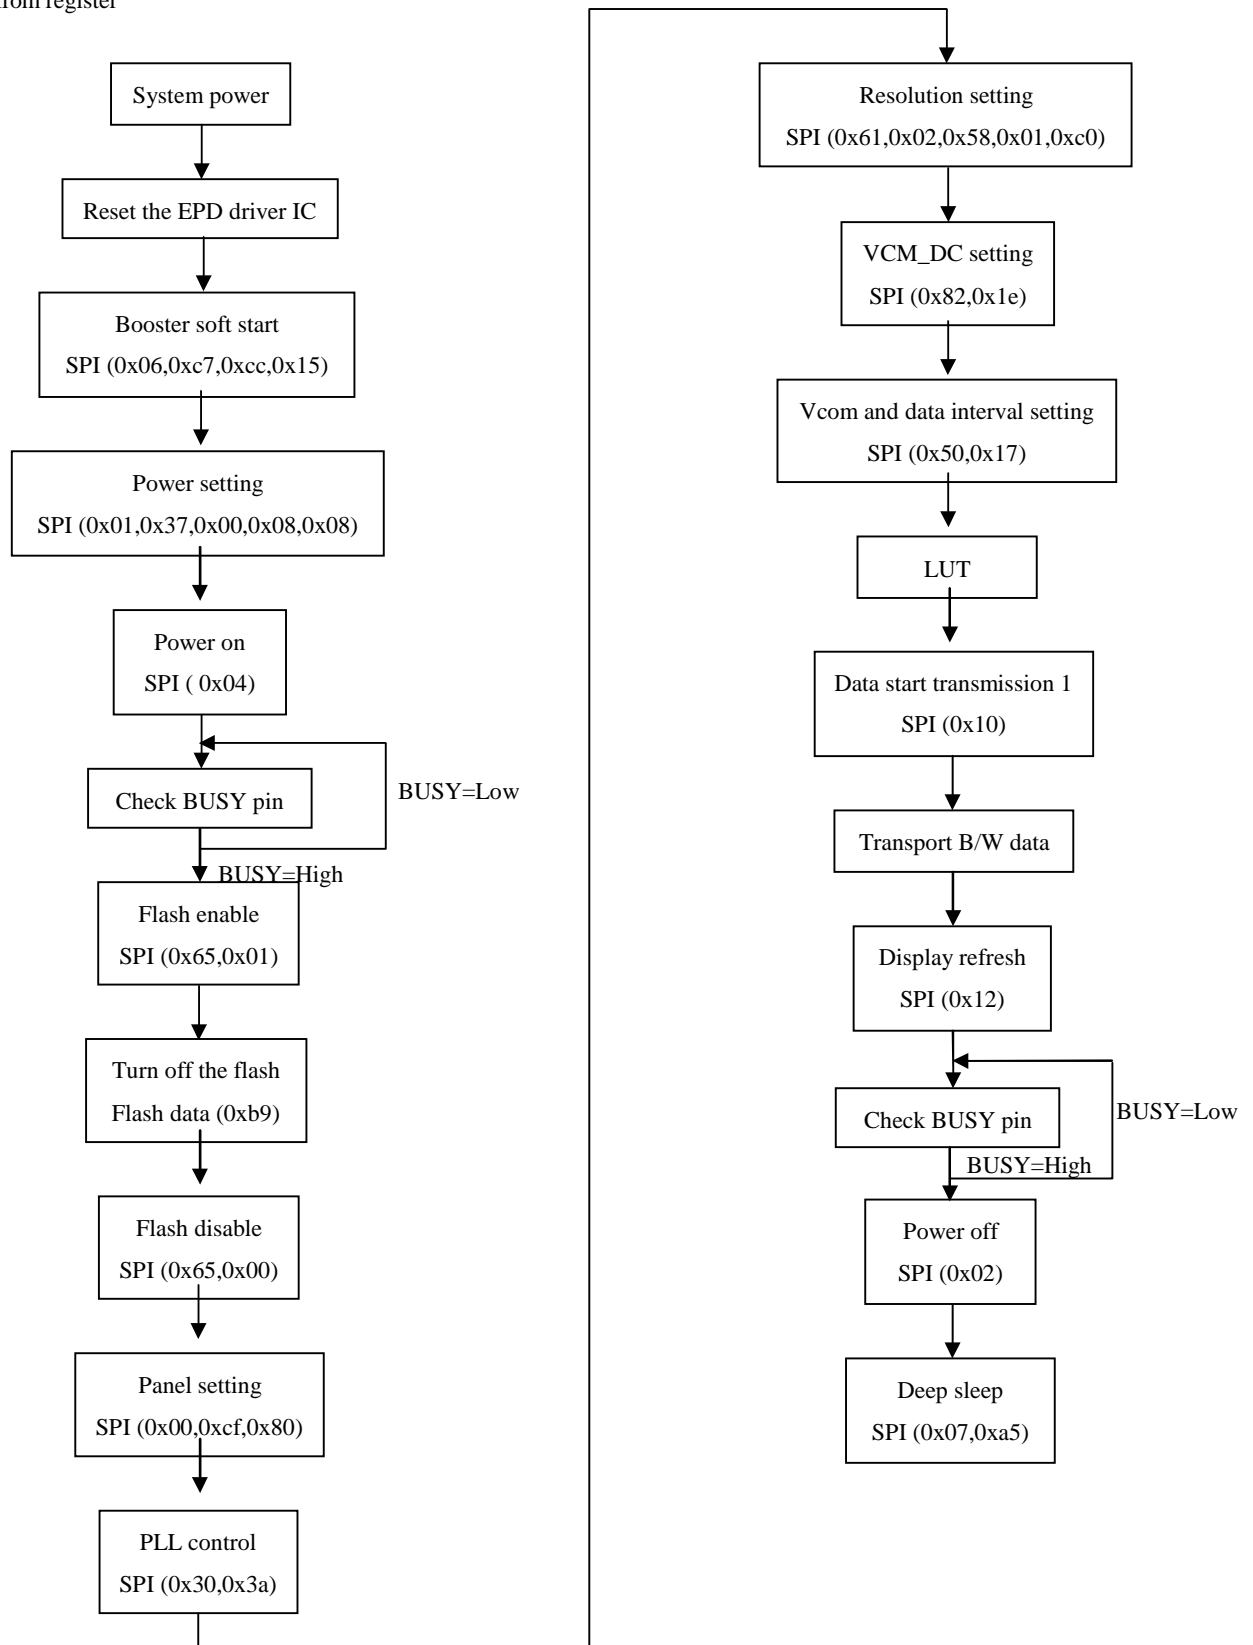 from register
System power
Reset the EPD driver IC
Booster soft start
SPI (0x06,0xc7,0xcc,0x15)
Power setting
SPI (0x01,0x37,0x00,0x08,0x08)
Power on
SPI ( 0x04)
Check BUSY pin
BUSY=Low
BUSY=High
Flash enable
SPI (0x65,0x01)
Turn off the flash
Flash data (0xb9)
Flash disable
SPI (0x65,0x00)
Panel setting
SPI (0x00,0xcf,0x80)
PLL control
SPI (0x30,0x3a)
Resolution setting
SPI (0x61,0x02,0x58,0x01,0xc0)
VCM_DC setting
SPI (0x82,0x1e)
Vcom and data interval setting
SPI (0x50,0x17)
LUT
Data start transmission 1
SPI (0x10)
Transport B/W data
Display refresh
SPI (0x12)
Check BUSY pin
BUSY=Low
BUSY=High
Power off
SPI (0x02)
Deep sleep
SPI (0x07,0xa5)